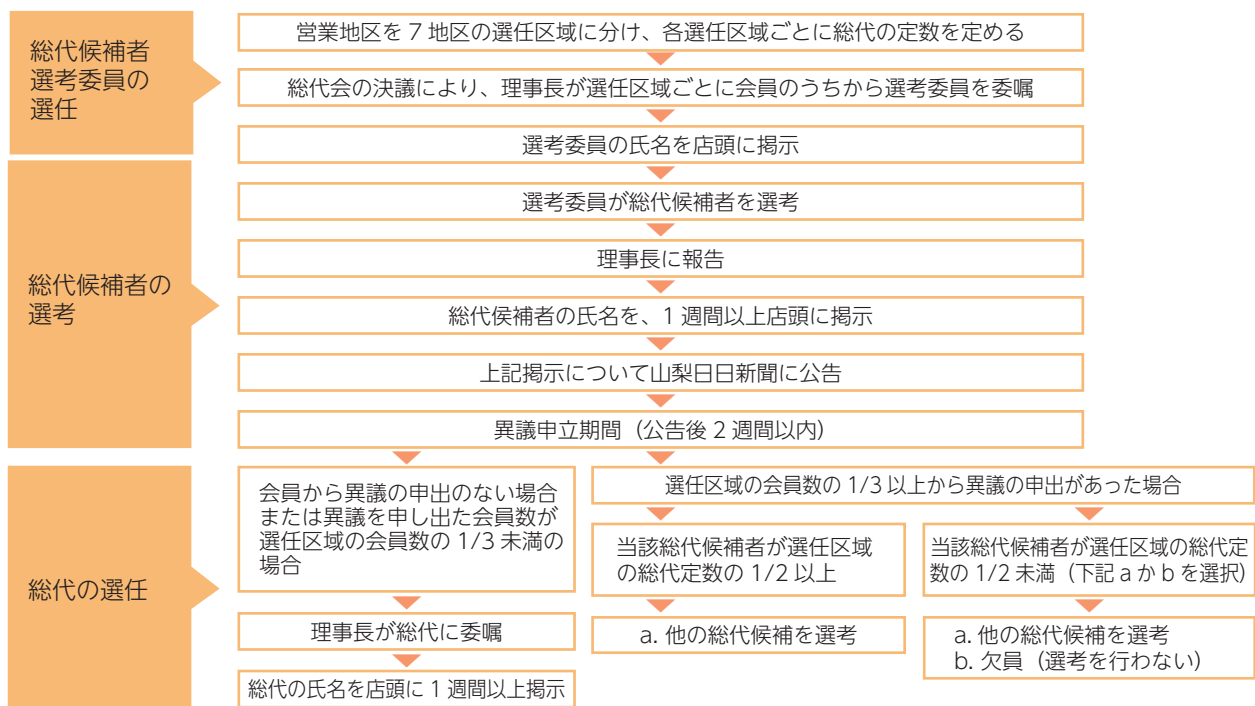 総代候補者
選考委員の
選任
営業地区を 7 地区の選任区域に分け、各選任区域ごとに総代の定数を定める
総代会の決議により、理事長が選任区域ごとに会員のうちから選考委員を委嘱
選考委員の氏名を店頭に掲示
総代候補者の
選考
選考委員が総代候補者を選考
理事長に報告
総代侯補者の氏名を、1 週間以上店頭に掲示
上記掲示について山梨日日新聞に公告
異議申立期間（公告後 2 週間以内）
総代の選任
会員から異議の申出のない場合
または異議を申し出た会員数が
選任区域の会員数の 1/3 未満の
場合
理事長が総代に委嘱
総代の氏名を店頭に 1 週間以上掲示
選任区域の会員数の 1/3 以上から異議の申出があった場合
当該総代候補者が選任区域
の総代定数の 1/2 以上
a. 他の総代候補を選考
当該総代候補者が選任区域の総代定
数の 1/2 未満（下記 a か b を選択）
a. 他の総代候補を選考
b. 欠員（選考を行わない）